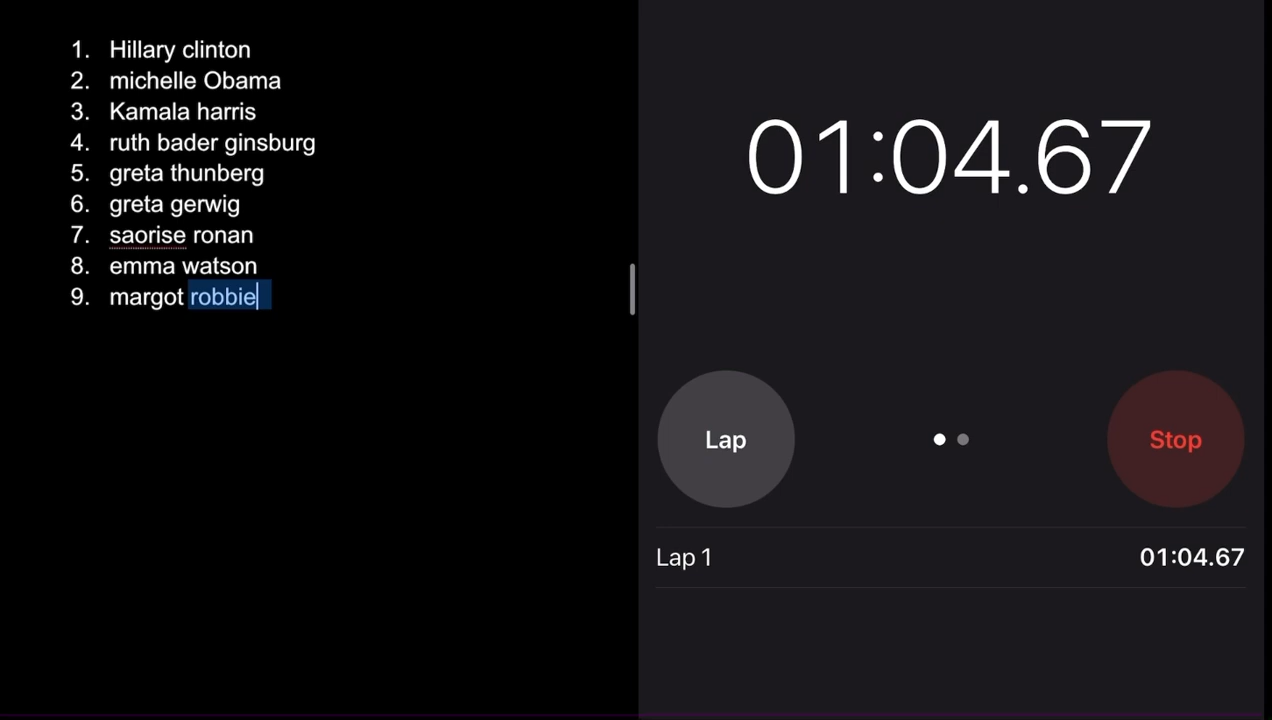 1. Hillary clinton
2. michelle Obama
3. Kamala harris
4. ruth bader ginsburg
5. greta thunberg
6. greta gerwig
7. saorise ronan
8. emma watson
9. margot robbie
01:04.67
Lap
Stop
Lap 1 01:04.67